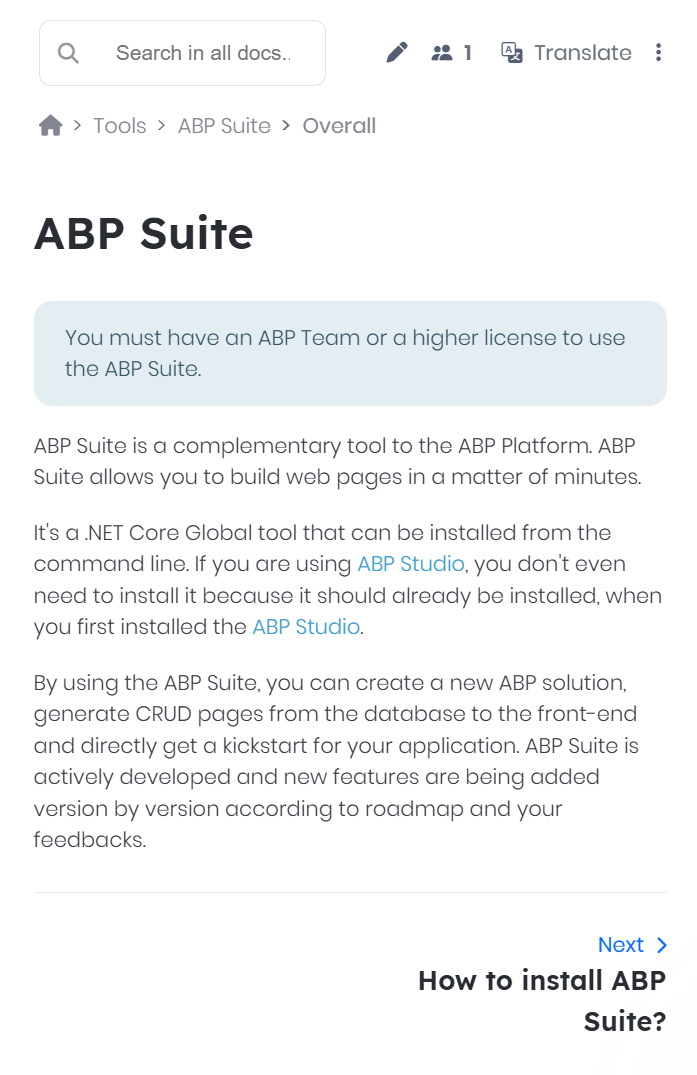 Search in all docs..
1
Translate
> Tools > ABP Suite > Overall
ABP Suite
You must have an ABP Team or a higher license to use
the ABP Suite.
ABP Suite is a complementary tool to the ABP Platform. ABP
Suite allows you to build web pages in a matter of minutes.
It's a .NET Core Global tool that can be installed from the
command line. If you are using ABP Studio, you don't even
need to install it because it should already be installed, when
you first installed the ABP Studio.
By using the ABP Suite, you can create a new ABP solution,
generate CRUD pages from the database to the front-end
and directly get a kickstart for your application. ABP Suite is
actively developed and new features are being added
version by version according to roadmap and your
feedbacks.
Next
How to install ABP
Suite?